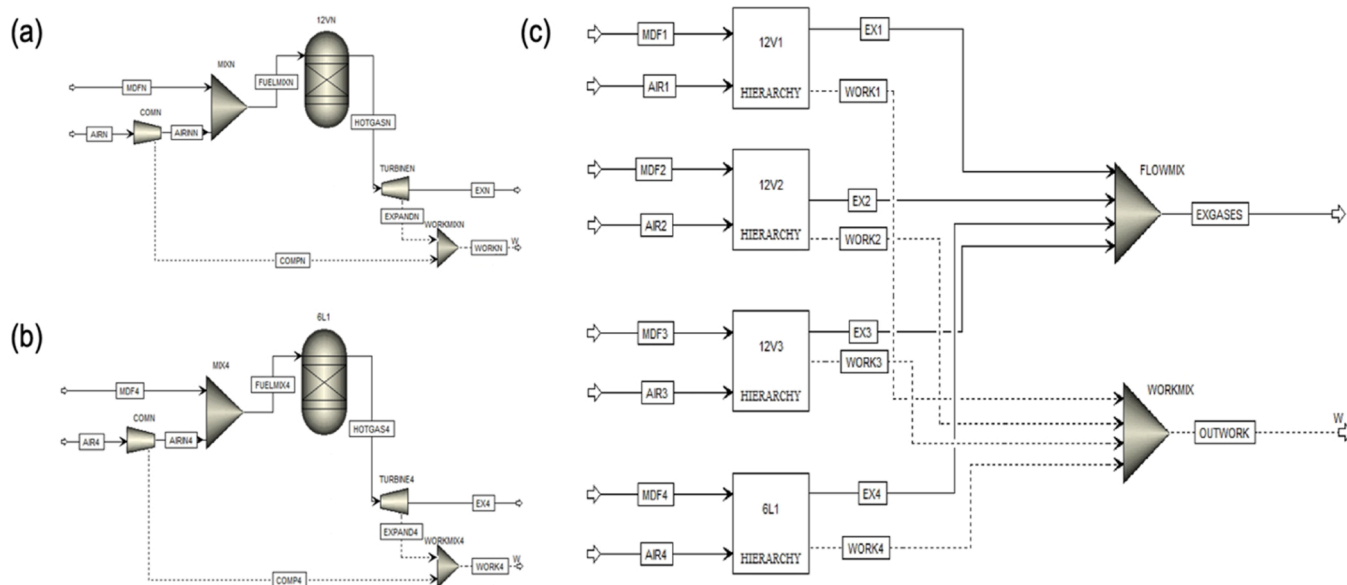 (a)
12VN
MIXN
MDFN
FUELMIXN
COMN
AIRN
AIRINN
HOTGASN
TURBINEN
EXN
EXPANDN
WORKMIXN
WORKN
W
COMPN
(b)
6L1
MIX4
MDF4
FUELMIX4
COMN
AIR4
AIRIN4
HOTGAS4
TURBINE4
EX4
EXPAND4
WORKMIX4
WORK4
W
COMP4
(c)
MDF1
12V1
EX1
AIR1
HIERARCHY
WORK1
MDF2
12V2
EX2
AIR2
HIERARCHY
WORK2
FLOWMIX
EXGASES
MDF3
12V3
EX3
AIR3
HIERARCHY
WORK3
WORKMIX
OUTWORK
W
MDF4
6L1
EX4
AIR4
HIERARCHY
WORK4